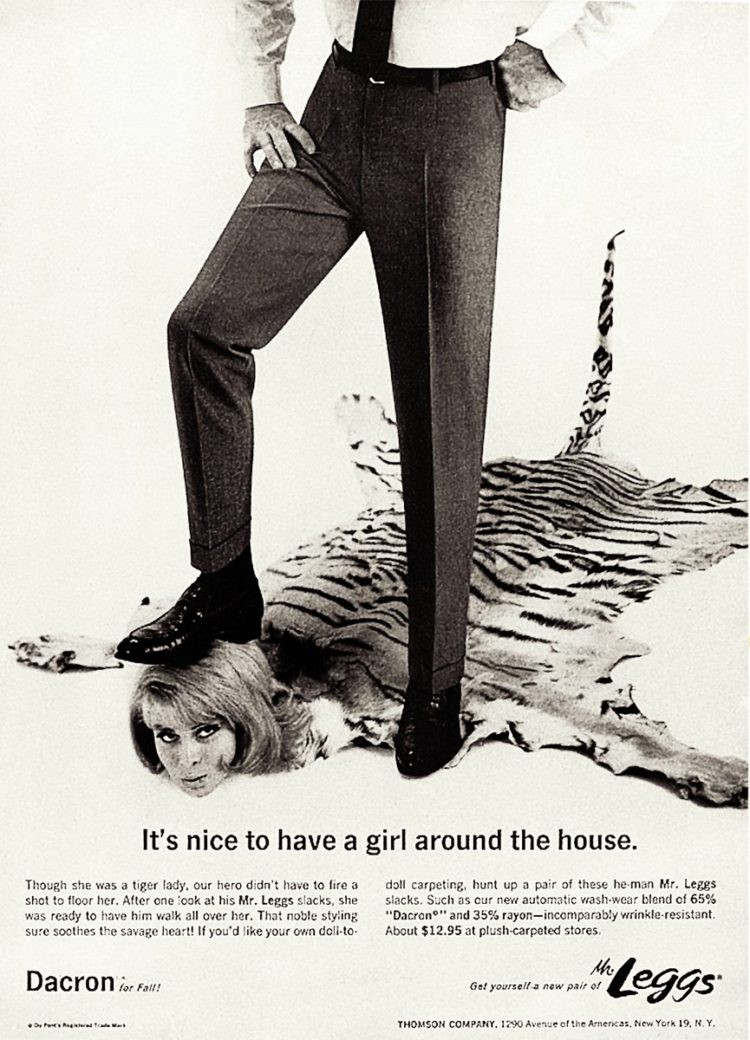 It's nice to have a girl around the house.
Though she was a tiger lady, our hero didn't have to fire a
shot to floor her. After one look at his Mr. Leggs slacks, she
was ready to have him walk all over her. That noble styling
sure soothes the savage heart! If you'd like your own doll-to-
doll carpeting, hunt up a pair of these he-man Mr. Leggs
slacks. Such as our new automatic wash-wear blend of 65%
"Dacron®" and 35% rayon—incomparably wrinkle-resistant.
About $12.95 at plush-carpeted stores.
Dacron® for Fall!
Get yourself a new pair of Mr. Leggs®
® Du Pont's Registered Trade Mark
THOMSON COMPANY, 1290 Avenue of the Americas, New York 19, N.Y.